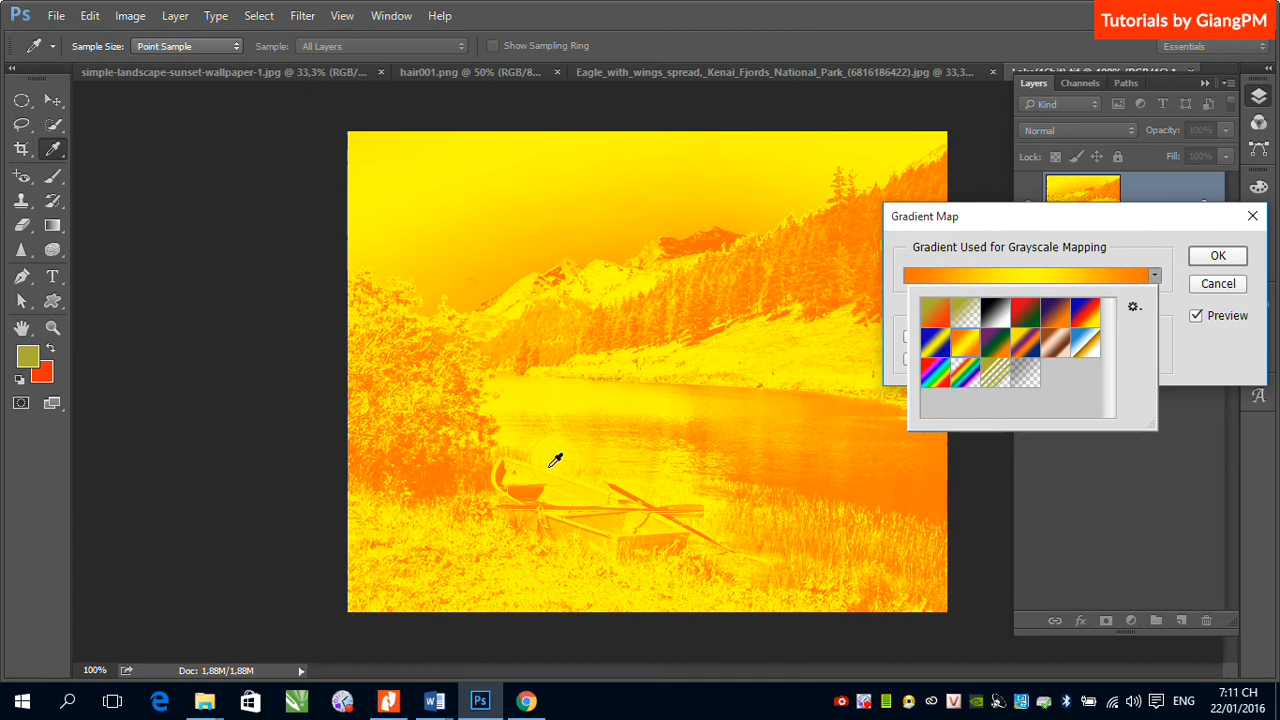 Ps File Edit Image Layer Type Select Filter View Window Help
Tutorials by GiangPM
Sample Size: Point Sample Sample: All Layers Show Sampling Ring Essentials
simple-landscape-sunset-wallpaper-1.jpg @ 33,3% (RGB/... × hair001.png @ 50% (RGB/8... × Eagle_with_wings_spread,_Kenai_Fjords_National_Park_(6816186422).jpg @ 33,3... ×
Layers Channels Paths
Kind
Normal Opacity: 100%
Lock: Fill: 100%
Gradient Map
Gradient Used for Grayscale Mapping
OK
Cancel
Preview
100% Doc: 1,88M/1,88M
ENG
7:11 CH
22/01/2016